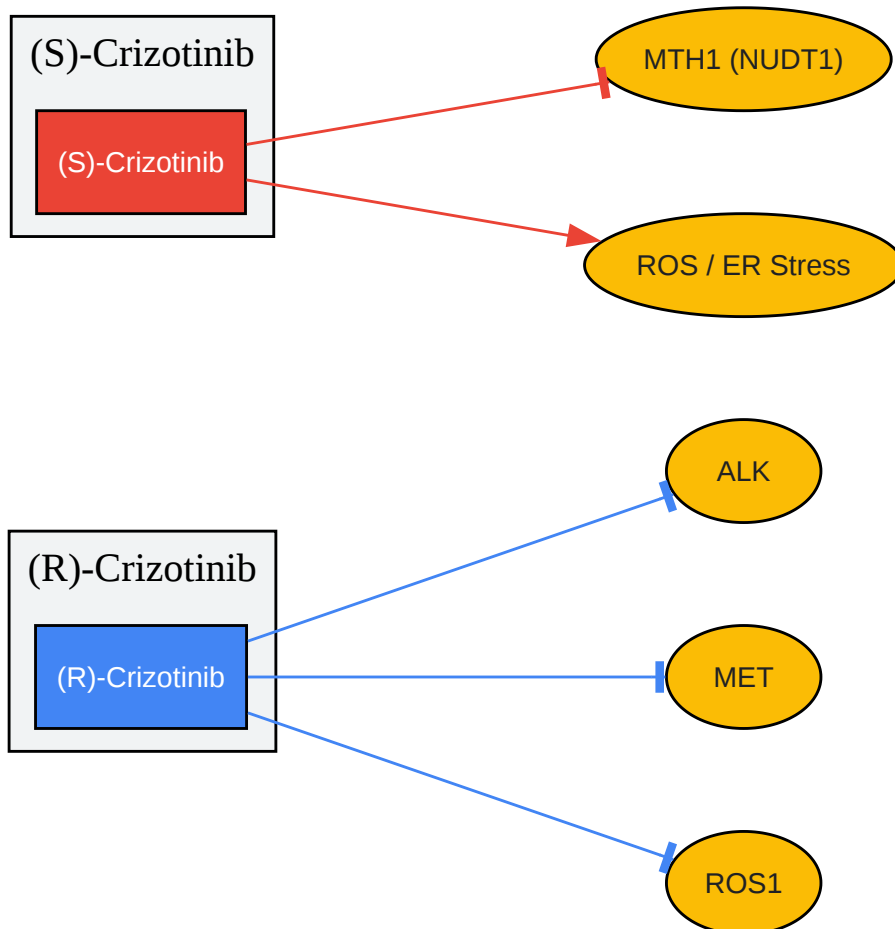 (S)-Crizotinib
(S)-Crizotinib
MTH1 (NUDT1)
ROS / ER Stress
(R)-Crizotinib
(R)-Crizotinib
ALK
MET
ROS1